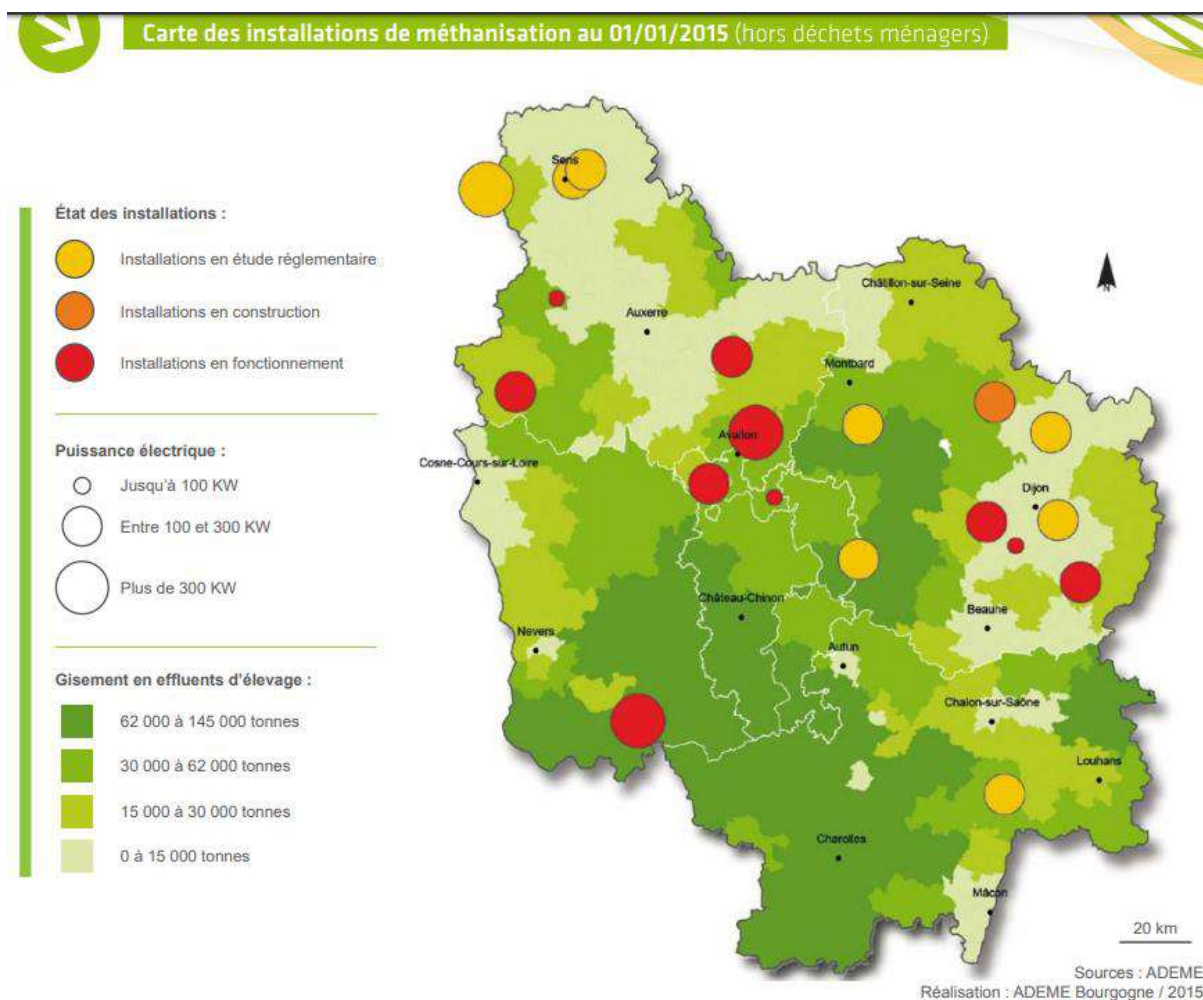 Carte des installations de méthanisation au 01/01/2015 (hors déchets ménagers)
État des installations :
Installations en étude réglementaire
Installations en construction
Installations en fonctionnement
Puissance électrique :
Jusqu'à 100 KW
Entre 100 et 300 KW
Plus de 300 KW
Gisement en effluents d'élevage :
62 000 à 145 000 tonnes
30 000 à 62 000 tonnes
15 000 à 30 000 tonnes
0 à 15 000 tonnes
Sens
Châtillon-sur-Seine
Auxerre
Montbard
Avallon
Cosne-Cours-sur-Loire
Dijon
Château-Chinon
Beaune
Nevers
Autun
Chalon-sur-Saône
Louhans
Charolles
Mâcon
20 km
Sources : ADEME
Réalisation : ADEME Bourgogne / 2015